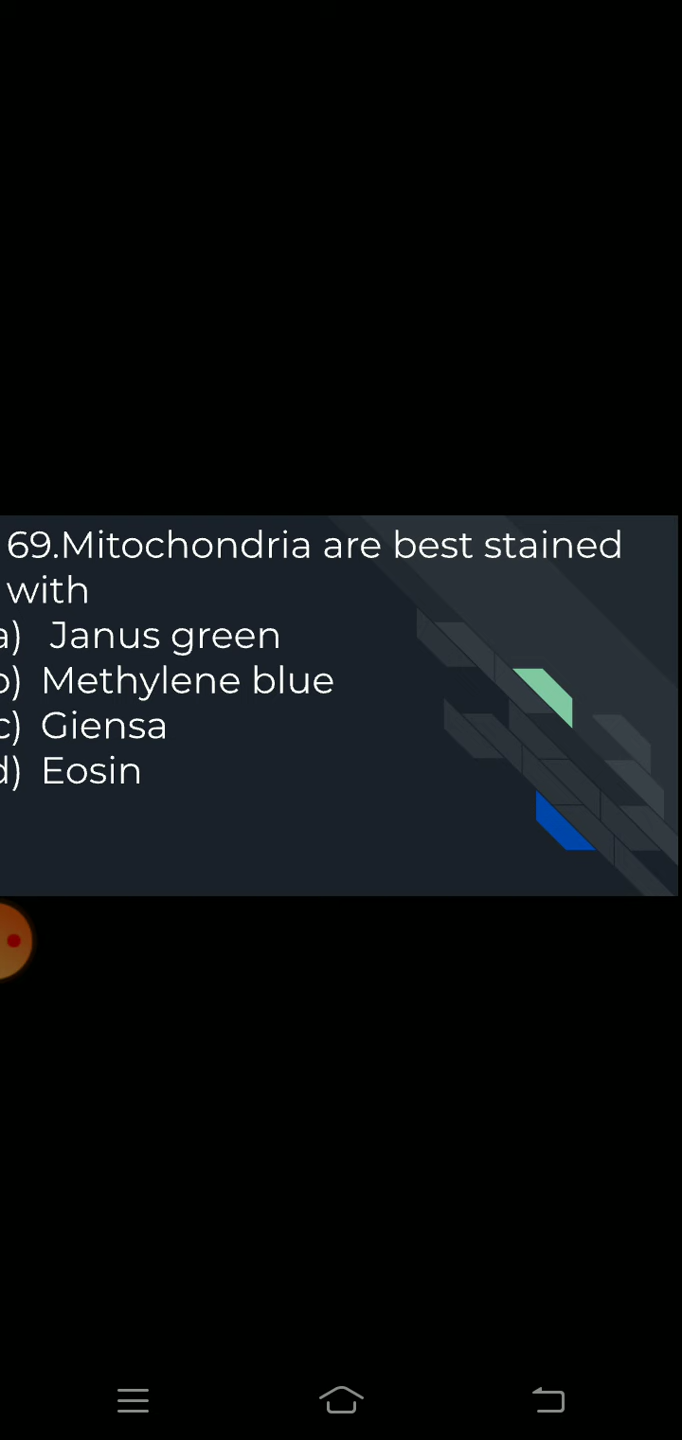 69.Mitochondria are best stained
with
a) Janus green
b) Methylene blue
c) Giensa
d) Eosin